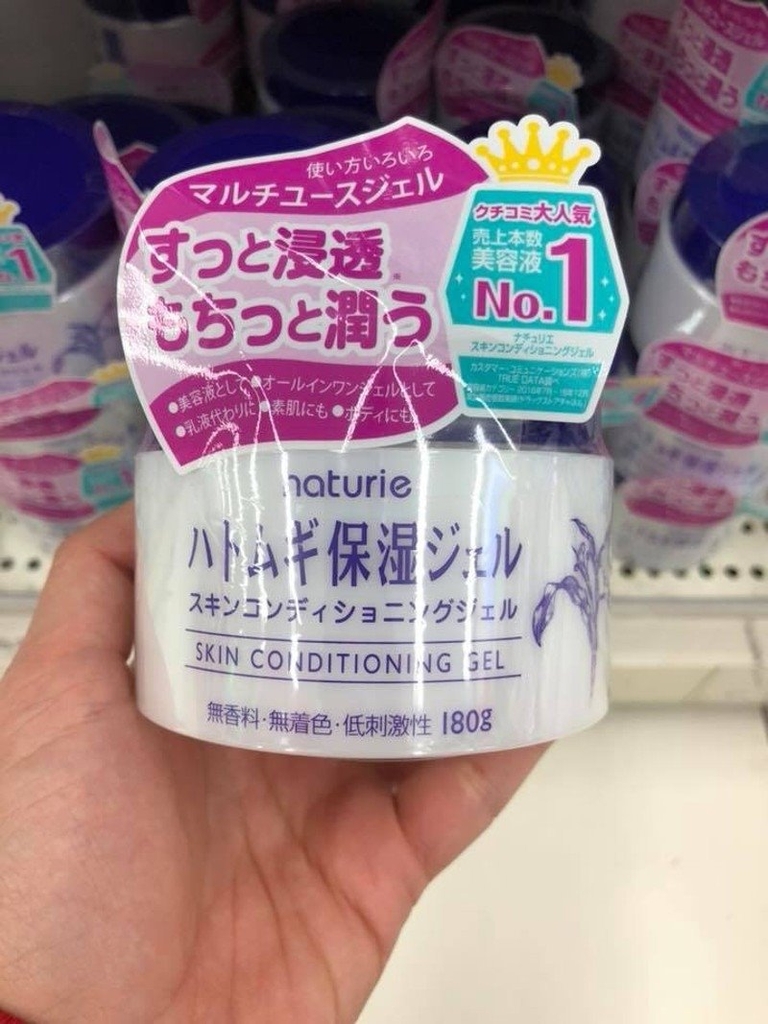 使い方いろいろ
マルチユースジェル
すっと浸透
もちっと潤う
●美容液として●オールインワンジェルとして
●乳液代わりに●素肌にも●ボディにも
クチコミ大人気
売上本数
美容液
No.1
ナチュリエ
スキンコンディショニングジェル
TRUE DATA調べ
naturie
ハトムギ保湿ジェル
スキンコンディショニングジェル
SKIN CONDITIONING GEL
無香料・無着色・低刺激性 180g